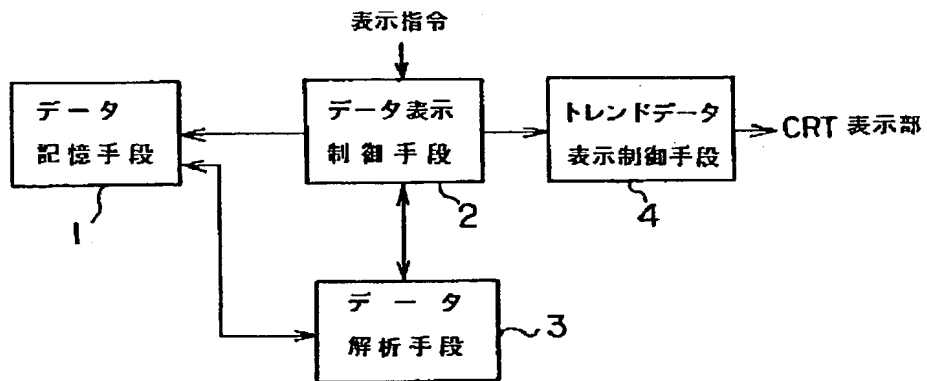 表示指令
データ
記憶手段
1
データ表示
制御手段
2
トレンドデータ
表示制御手段
4
CRT 表示部
データ
解析手段
3